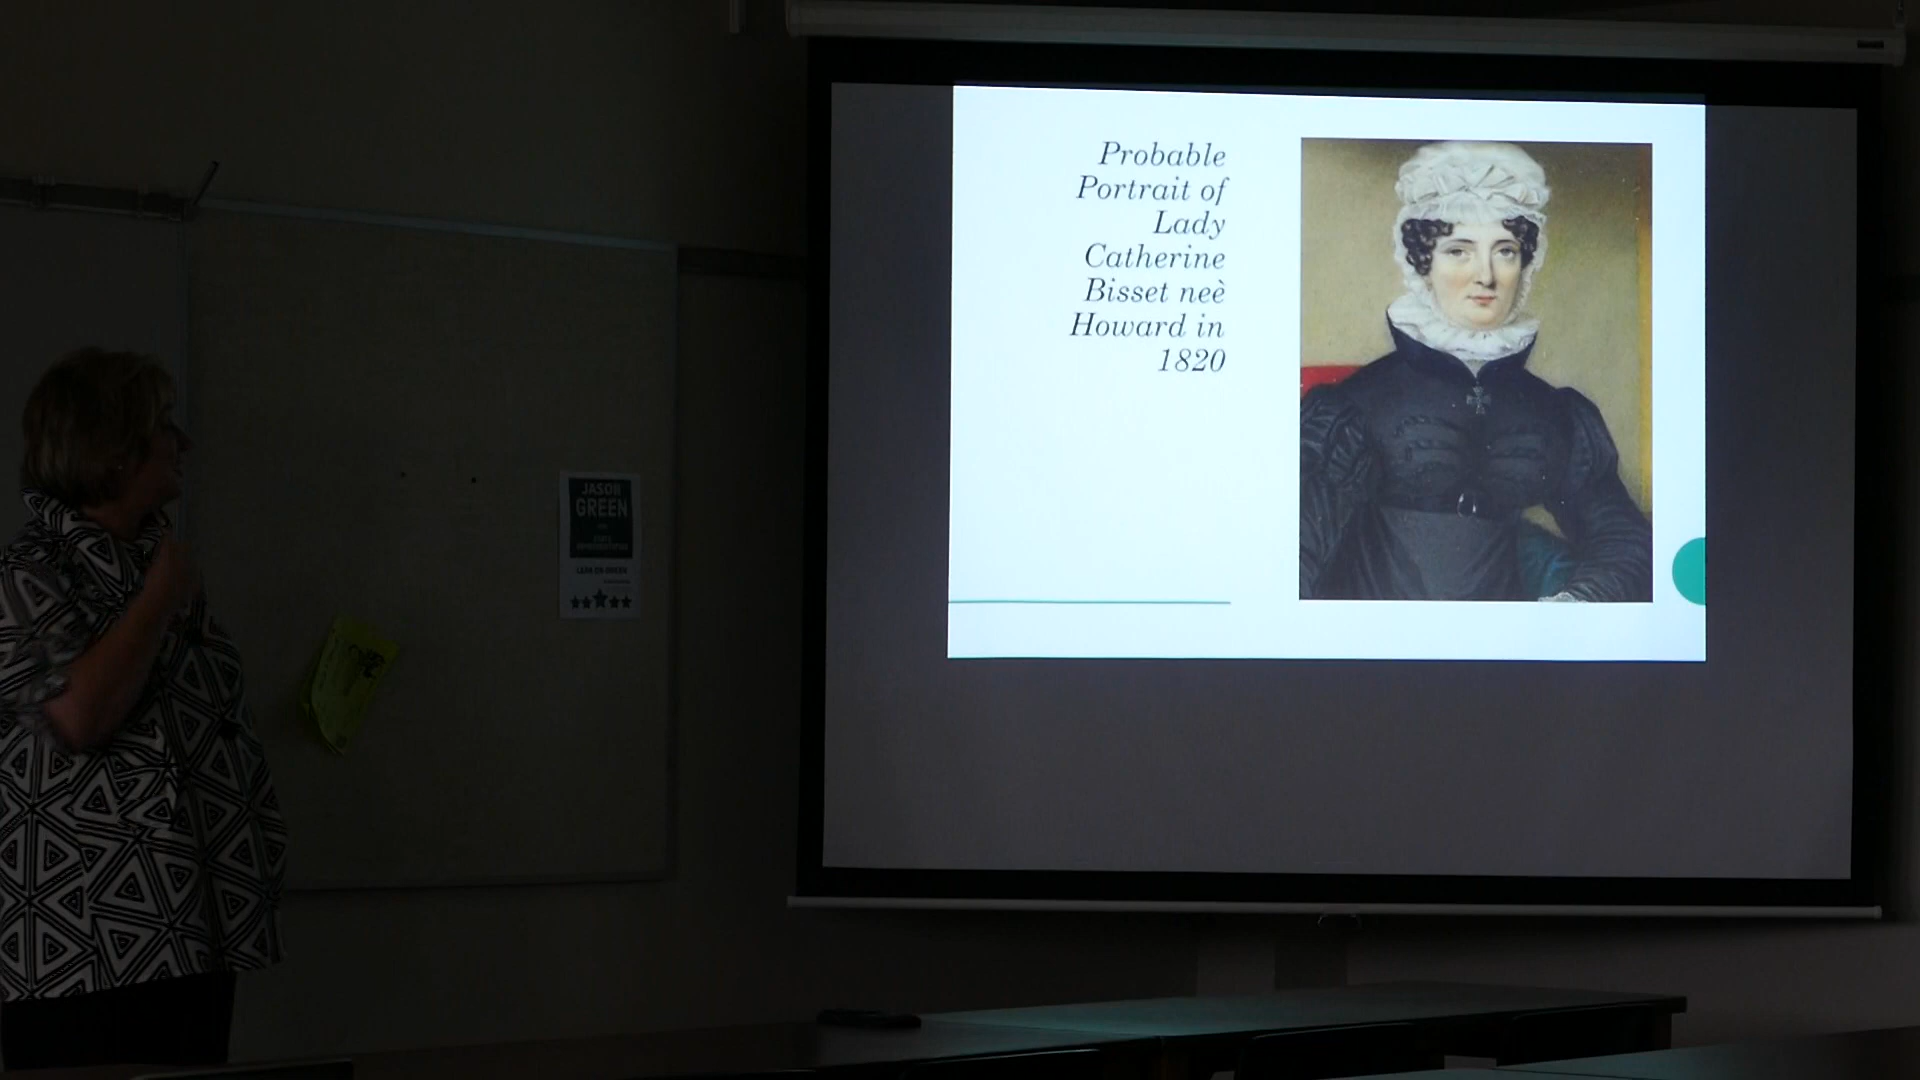 Probable
Portrait of
Lady
Catherine
Bisset neè
Howard in
1820
JASON
GREEN